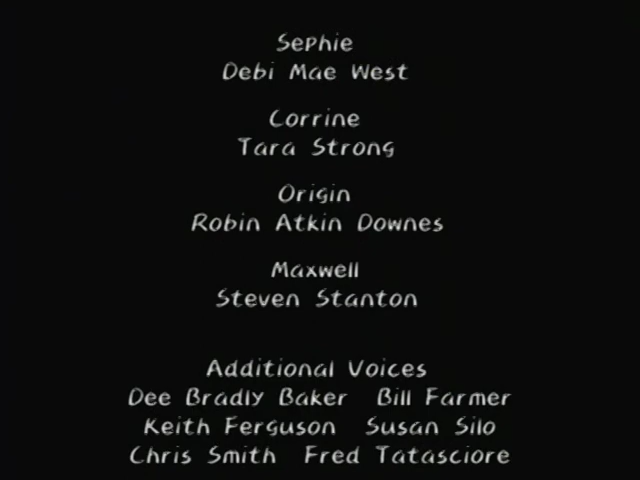 Sephie
Debi Mae West
Corrine
Tara Strong
Origin
Robin Atkin Downes
Maxwell
Steven Stanton
Additional Voices
Dee Bradly Baker Bill Farmer
Keith Ferguson Susan Silo
Chris Smith Fred Tatasciore